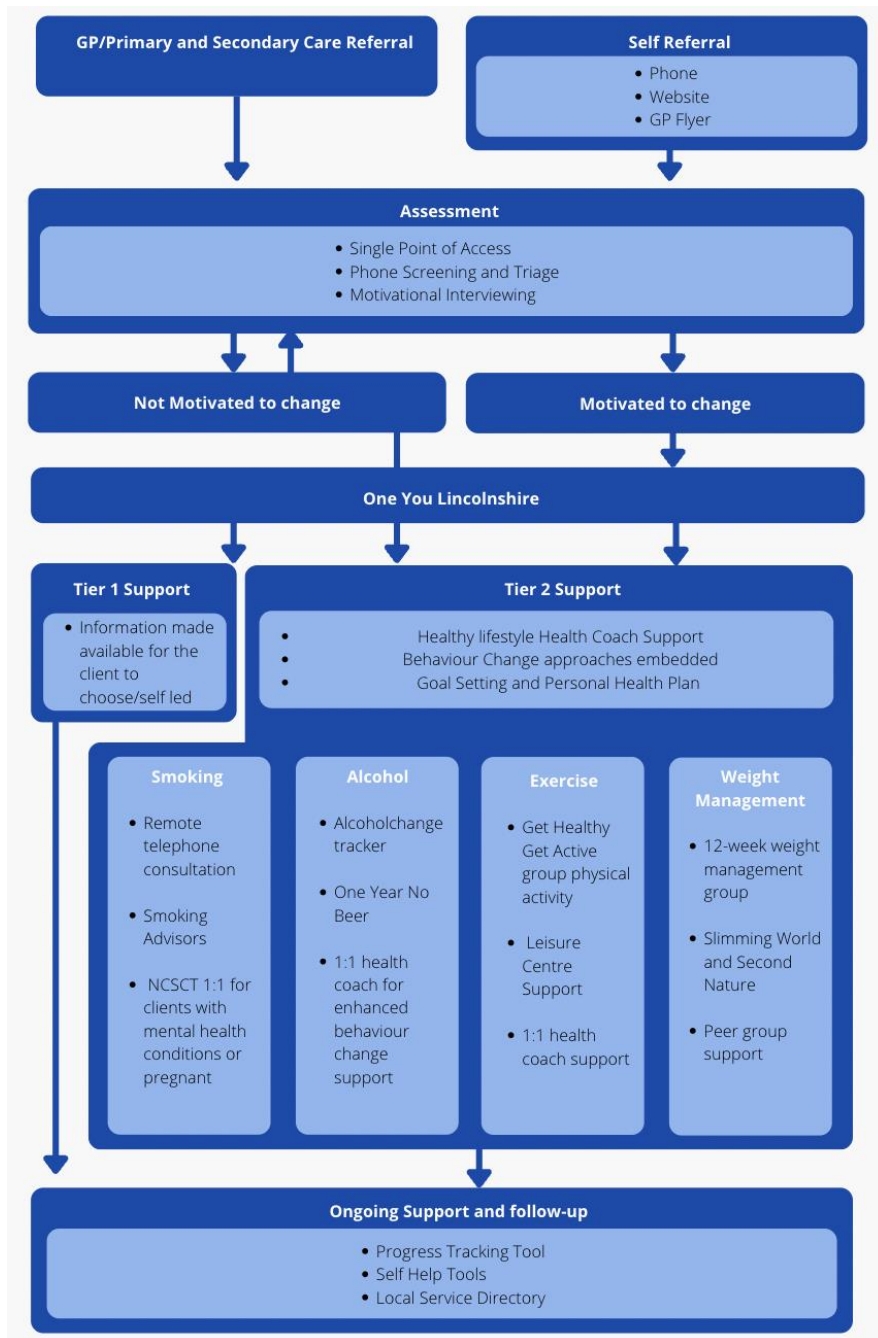 GP/Primary and Secondary Care Referral
Self Referral
• Phone
• Website
• GP Flyer
Assessment
• Single Point of Access
• Phone Screening and Triage
• Motivational Interviewing
Not Motivated to change
Motivated to change
One You Lincolnshire
Tier 1 Support
• Information made
available for the
client to
choose/self led
Tier 2 Support
• Healthy lifestyle Health Coach Support
• Behaviour Change approaches embedded
• Goal Setting and Personal Health Plan
Smoking
• Remote
telephone
consultation
• Smoking
Advisors
• NCSCT 1:1 for
clients with
mental health
conditions or
pregnant
Alcohol
• Alcoholchange
tracker
• One Year No
Beer
• 1:1 health
coach for
enhanced
behaviour
change
support
Exercise
• Get Healthy
Get Active
group physical
activity
• Leisure
Centre
Support
• 1:1 health
coach support
Weight
Management
• 12-week weight
management
group
• Slimming World
and Second
Nature
• Peer group
support
Ongoing Support and follow-up
• Progress Tracking Tool
• Self Help Tools
• Local Service Directory